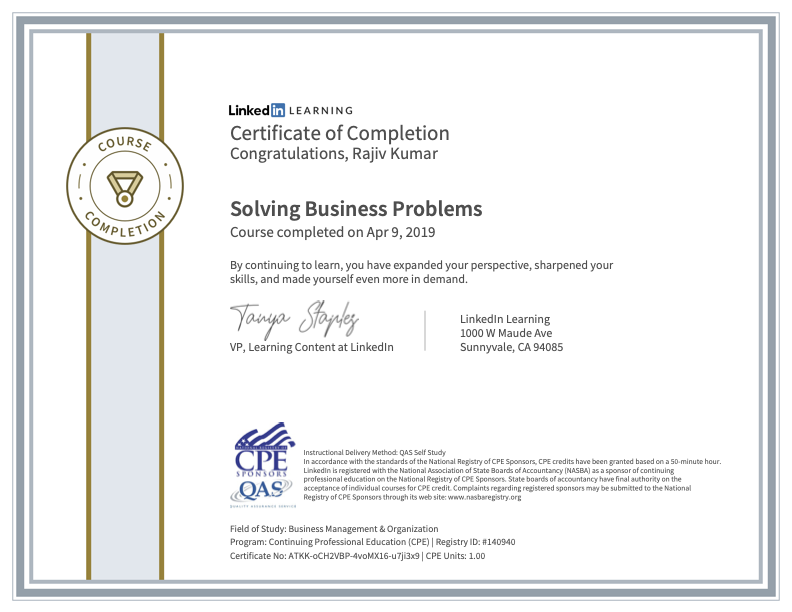 LinkedIn LEARNING
Certificate of Completion
Congratulations, Rajiv Kumar
COURSE
COMPLETION
Solving Business Problems
Course completed on Apr 9, 2019
By continuing to learn, you have expanded your perspective, sharpened your
skills, and made yourself even more in demand.
Tanya Staples
VP, Learning Content at LinkedIn
LinkedIn Learning
1000 W Maude Ave
Sunnyvale, CA 94085
NATIONAL REGISTRY OF
CPE
SPONSORS
QAS
QUALITY ASSURANCE SERVICE
Instructional Delivery Method: QAS Self Study
In accordance with the standards of the National Registry of CPE Sponsors, CPE credits have been granted based on a 50-minute hour.
LinkedIn is registered with the National Association of State Boards of Accountancy (NASBA) as a sponsor of continuing
professional education on the National Registry of CPE Sponsors. State boards of accountancy have final authority on the
acceptance of individual courses for CPE credit. Complaints regarding registered sponsors may be submitted to the National
Registry of CPE Sponsors through its web site: www.nasbaregistry.org
Field of Study: Business Management & Organization
Program: Continuing Professional Education (CPE) | Registry ID: #140940
Certificate No: ATKK-oCH2VBP-4voMX16-u7ji3x9 | CPE Units: 1.00